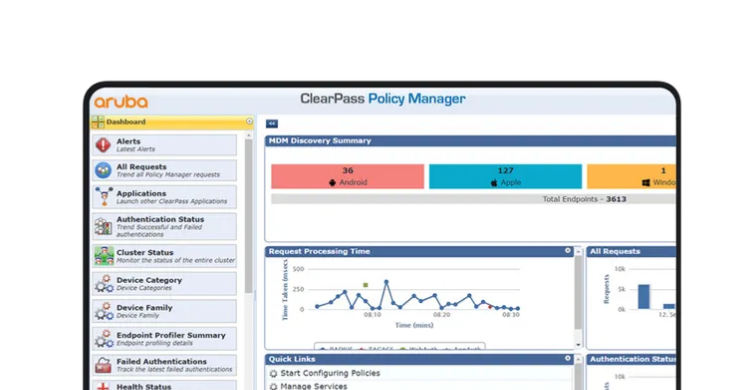 aruba
ClearPass Policy Manager
Dashboard
Alerts
Latest Alerts
All Requests
Trend all Policy Manager requests
Applications
Launch other ClearPass Applications
Authentication Status
Trend Successful and Failed
authentications
Cluster Status
Monitor the status of the entire cluster
Device Category
Device Categories
Device Family
Device Family
Endpoint Profiler Summary
Endpoint profiling details
Failed Authentications
Track the latest failed authentications
Health Status
MDM Discovery Summary
36
Android
127
Apple
1
Windo
Total Endpoints - 3613
Request Processing Time
Time Taken (msecs)
500
250
0
08:10
08:20
08:10
Time (mins)
All Requests
Requests
10k
5k
0k
12. Se
Quick Links
Start Configuring Policies
Manage Services
Authentication Status
10k